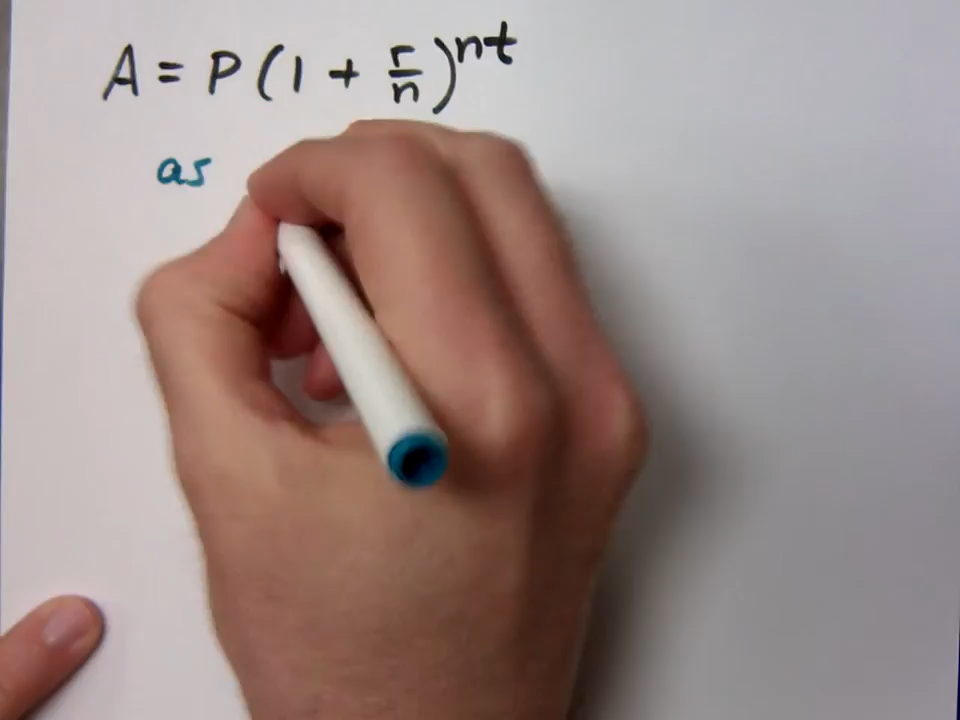 A = P(1 + r/n)^nt
as